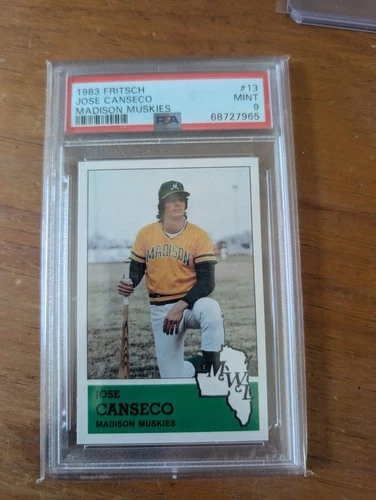 1983 FRITSCH #13
JOSE CANSECO MINT
MADISON MUSKIES 9
PSA 68727965
M
MADISON
MWL
JOSE
CANSECO
MADISON MUSKIES